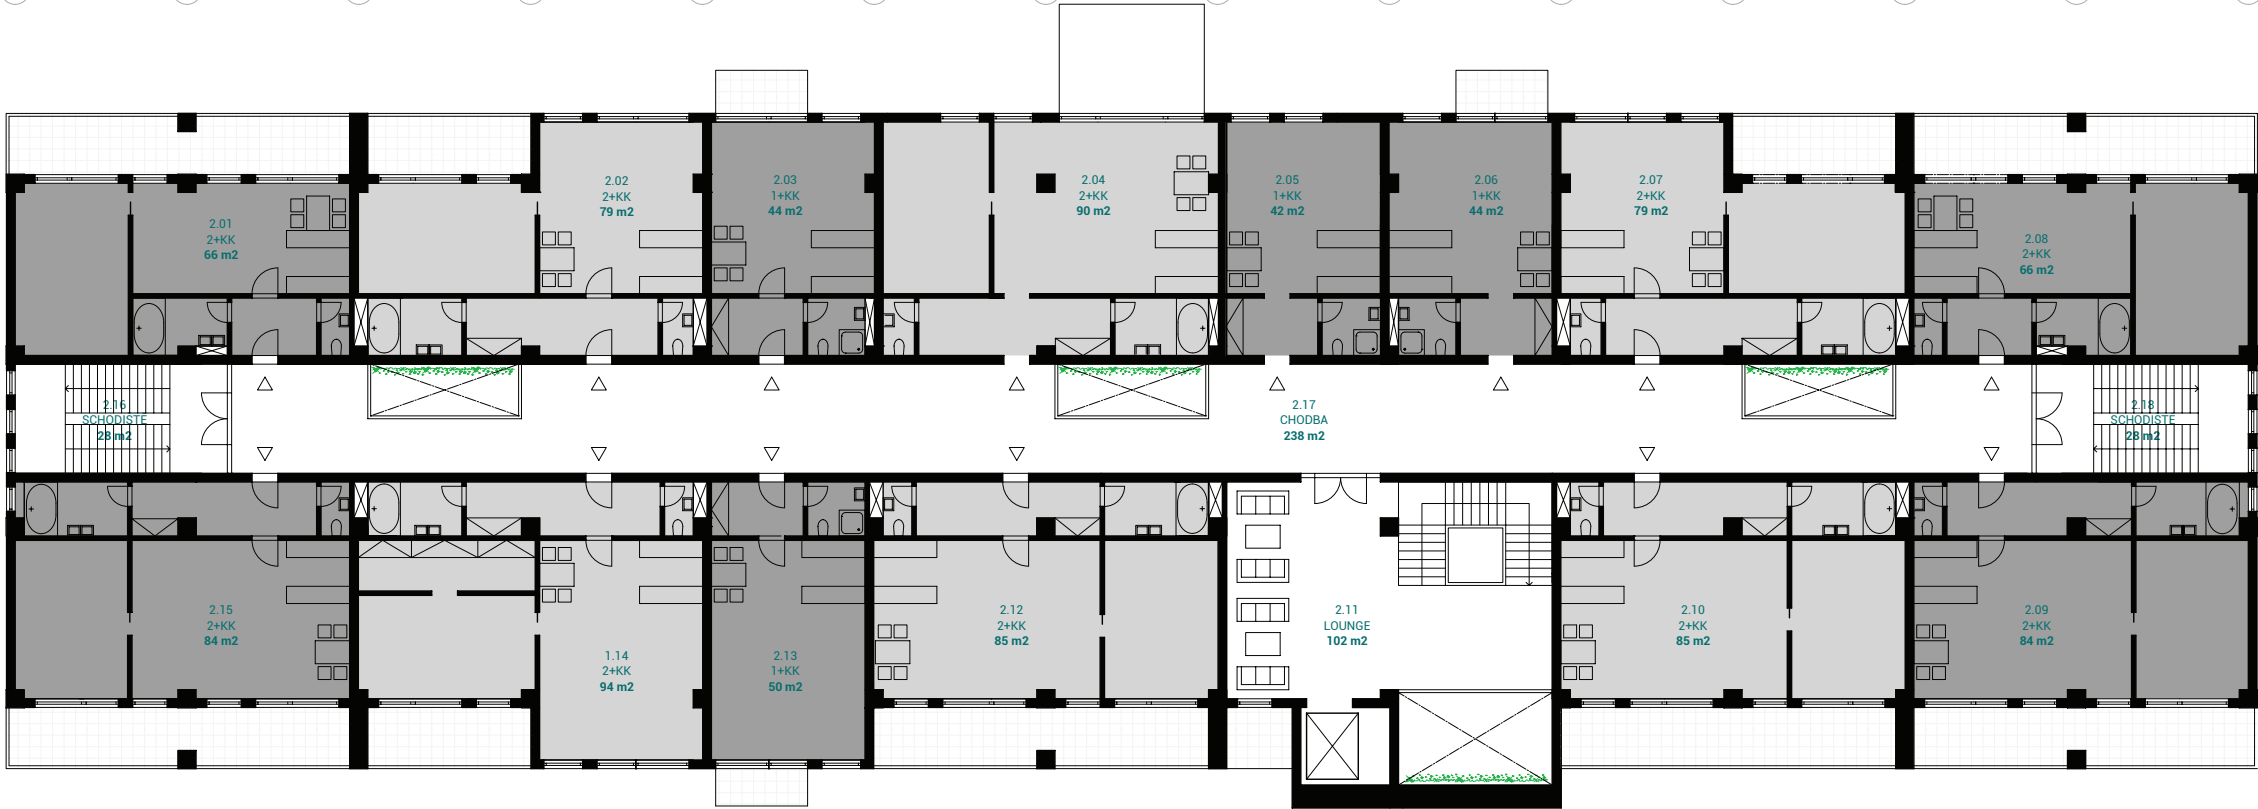 2.01
2+KK
66 m2
2.02
2+KK
79 m2
2.03
1+KK
44 m2
2.04
2+KK
90 m2
2.05
1+KK
42 m2
2.06
1+KK
44 m2
2.07
2+KK
79 m2
2.08
2+KK
66 m2
2.16
SCHODISTE
28 m2
2.17
CHODBA
238 m2
2.18
SCHODISTE
28 m2
2.15
2+KK
84 m2
1.14
2+KK
94 m2
2.13
1+KK
50 m2
2.12
2+KK
85 m2
2.11
LOUNGE
102 m2
2.10
2+KK
85 m2
2.09
2+KK
84 m2